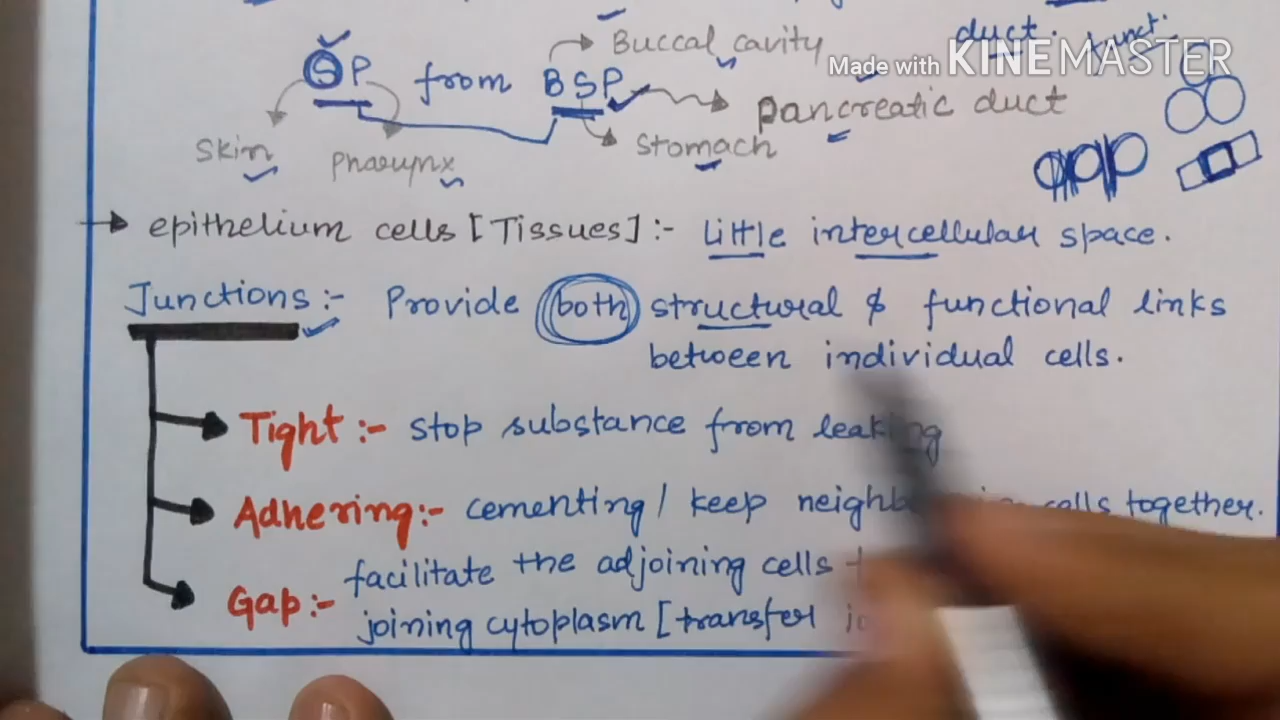 duct. funct.
Made with KINEMASTER
Buccal cavity
SP from BSP
pancreatic duct
Skin
Pharynx
Stomach
epithelium cells [Tissues] :- Little intercellular space.
Junctions :- Provide both structural & functional links
between individual cells.
Tight :- stop substance from leaking
Adhering :- cementing / keep cells together.
Gap :- facilitate the adjoining cells
joining cytoplasm [transfer